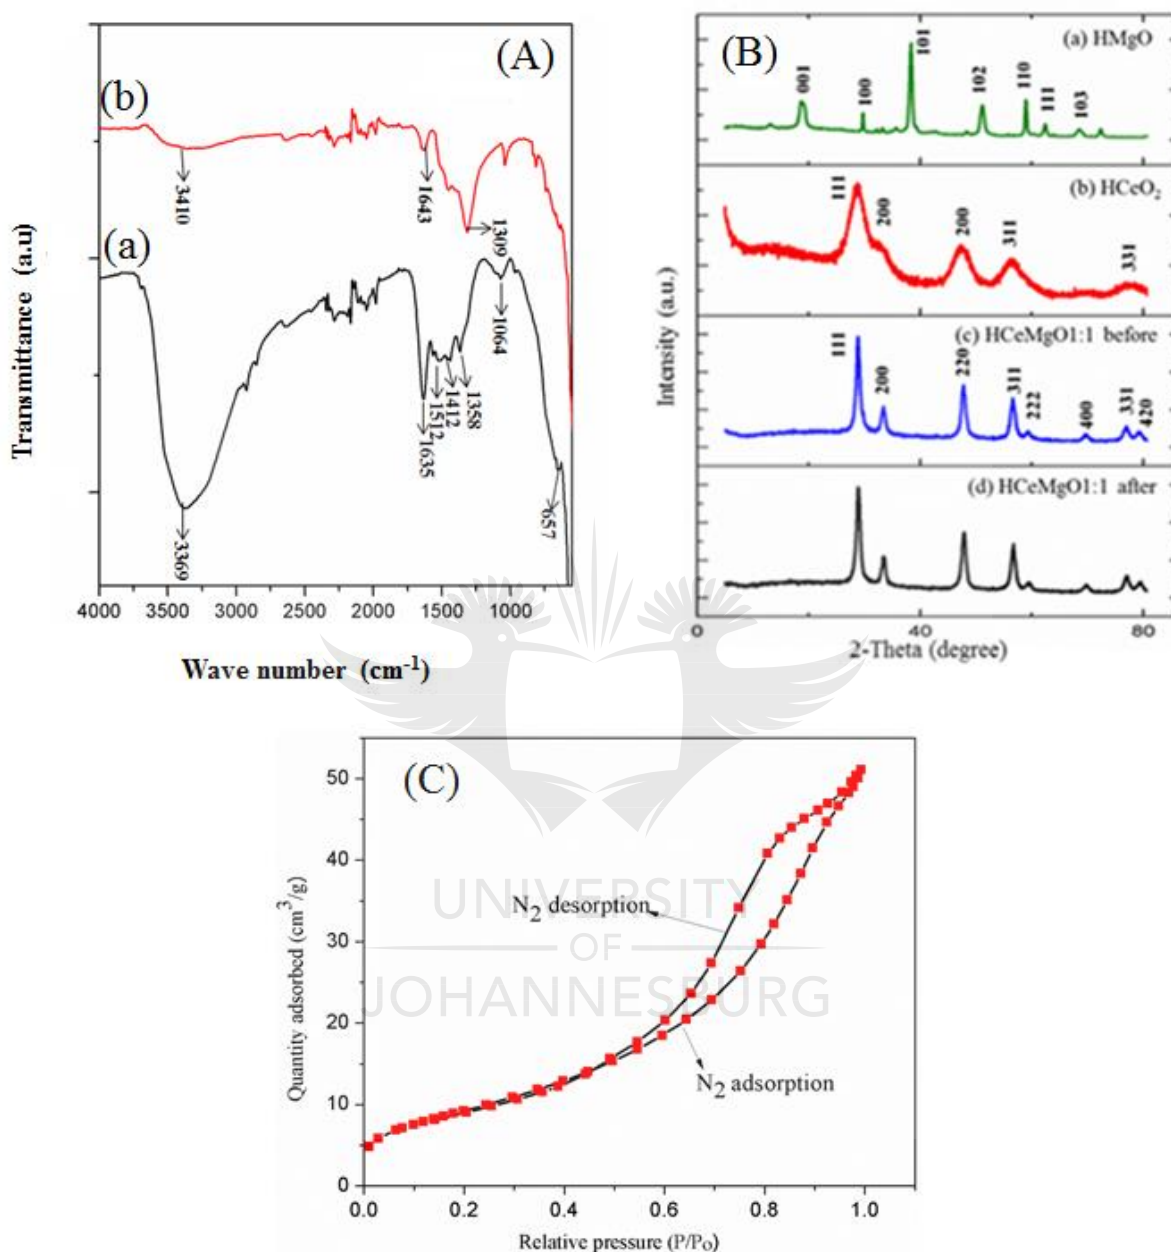 (A)
(b)
3410
1643
1309
(a)
1064
1358
1412
1512
1635
657
3369
Transmittance (a.u)
4000 3500 3000 2500 2000 1500 1000
Wave number (cm⁻¹)
(B)
(a) HMgO
001
100
101
102
110
111
103
(b) HCeO₂
111
200
200
311
331
(c) HCeMgO1:1 before
111
200
220
311
222
400
331
420
(d) HCeMgO1:1 after
Intensity (a.u.)
0 40 60 80
2-Theta (degree)
(C)
50
40
30
20
10
0
Quantity adsorbed (cm³/g)
N₂ desorption
N₂ adsorption
0.0 0.2 0.4 0.6 0.8 1.0
Relative pressure (P/Po)
UNIVERSITY
OF
JOHANNESBURG